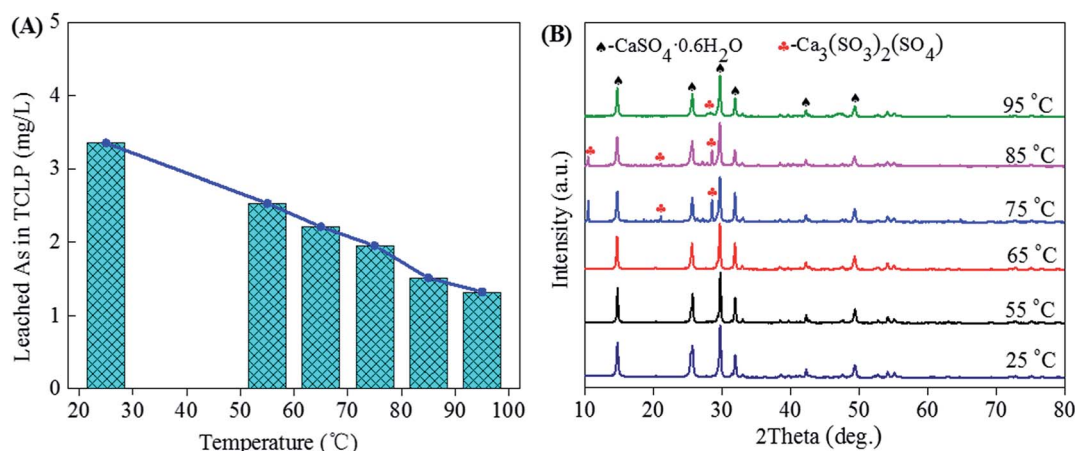 (A)
Leached As in TCLP (mg/L)
5
4
3
2
1
0
20 30 40 50 60 70 80 90 100
Temperature (℃)
(B)
♠-CaSO₄·0.6H₂O ♣-Ca₃(SO₃)₂(SO₄)
Intensity (a.u.)
95 °C
85 °C
75 °C
65 °C
55 °C
25 °C
10 20 30 40 50 60 70 80
2Theta (deg.)